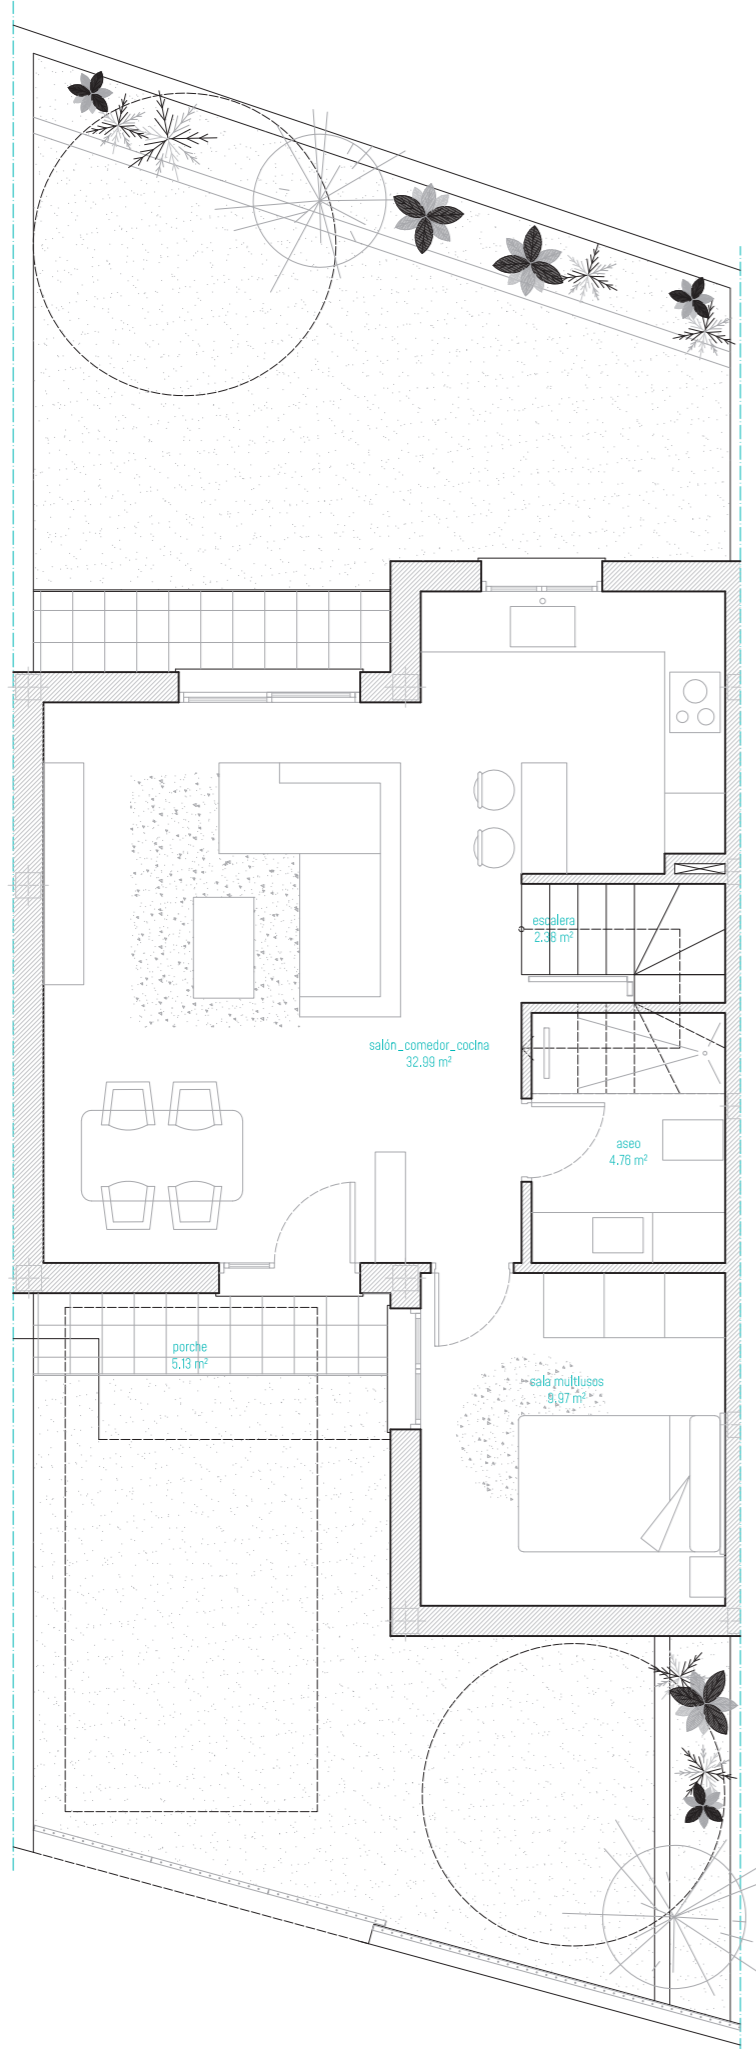 escalera
2.38 m²
salón_comedor_cocina
32.99 m²
aseo
4.76 m²
porche
5.13 m²
sala multiusos
9.97 m²